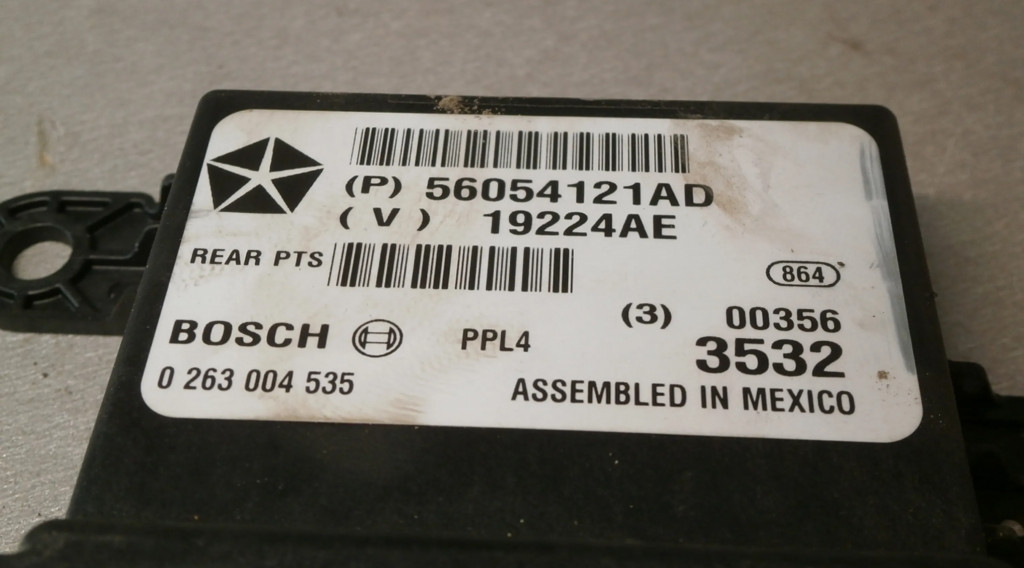 (P) 56054121AD
(V) 19224AE
REAR PTS
864
(3) 00356
BOSCH PPL4 3532
0 263 004 535 ASSEMBLED IN MEXICO